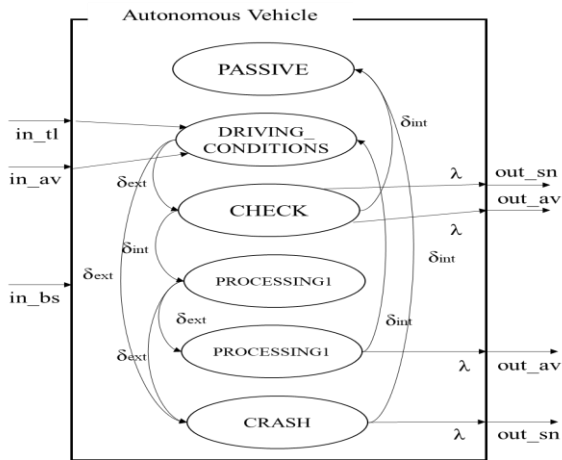 Autonomous Vehicle
PASSIVE
in_tl
DRIVING_
CONDITIONS
δint
in_av
δext
λ
out_sn
out_av
CHECK
λ
δint
δint
in_bs
δext
PROCESSING1
δext
δint
δext
PROCESSING1
λ
out_av
CRASH
λ
out_sn